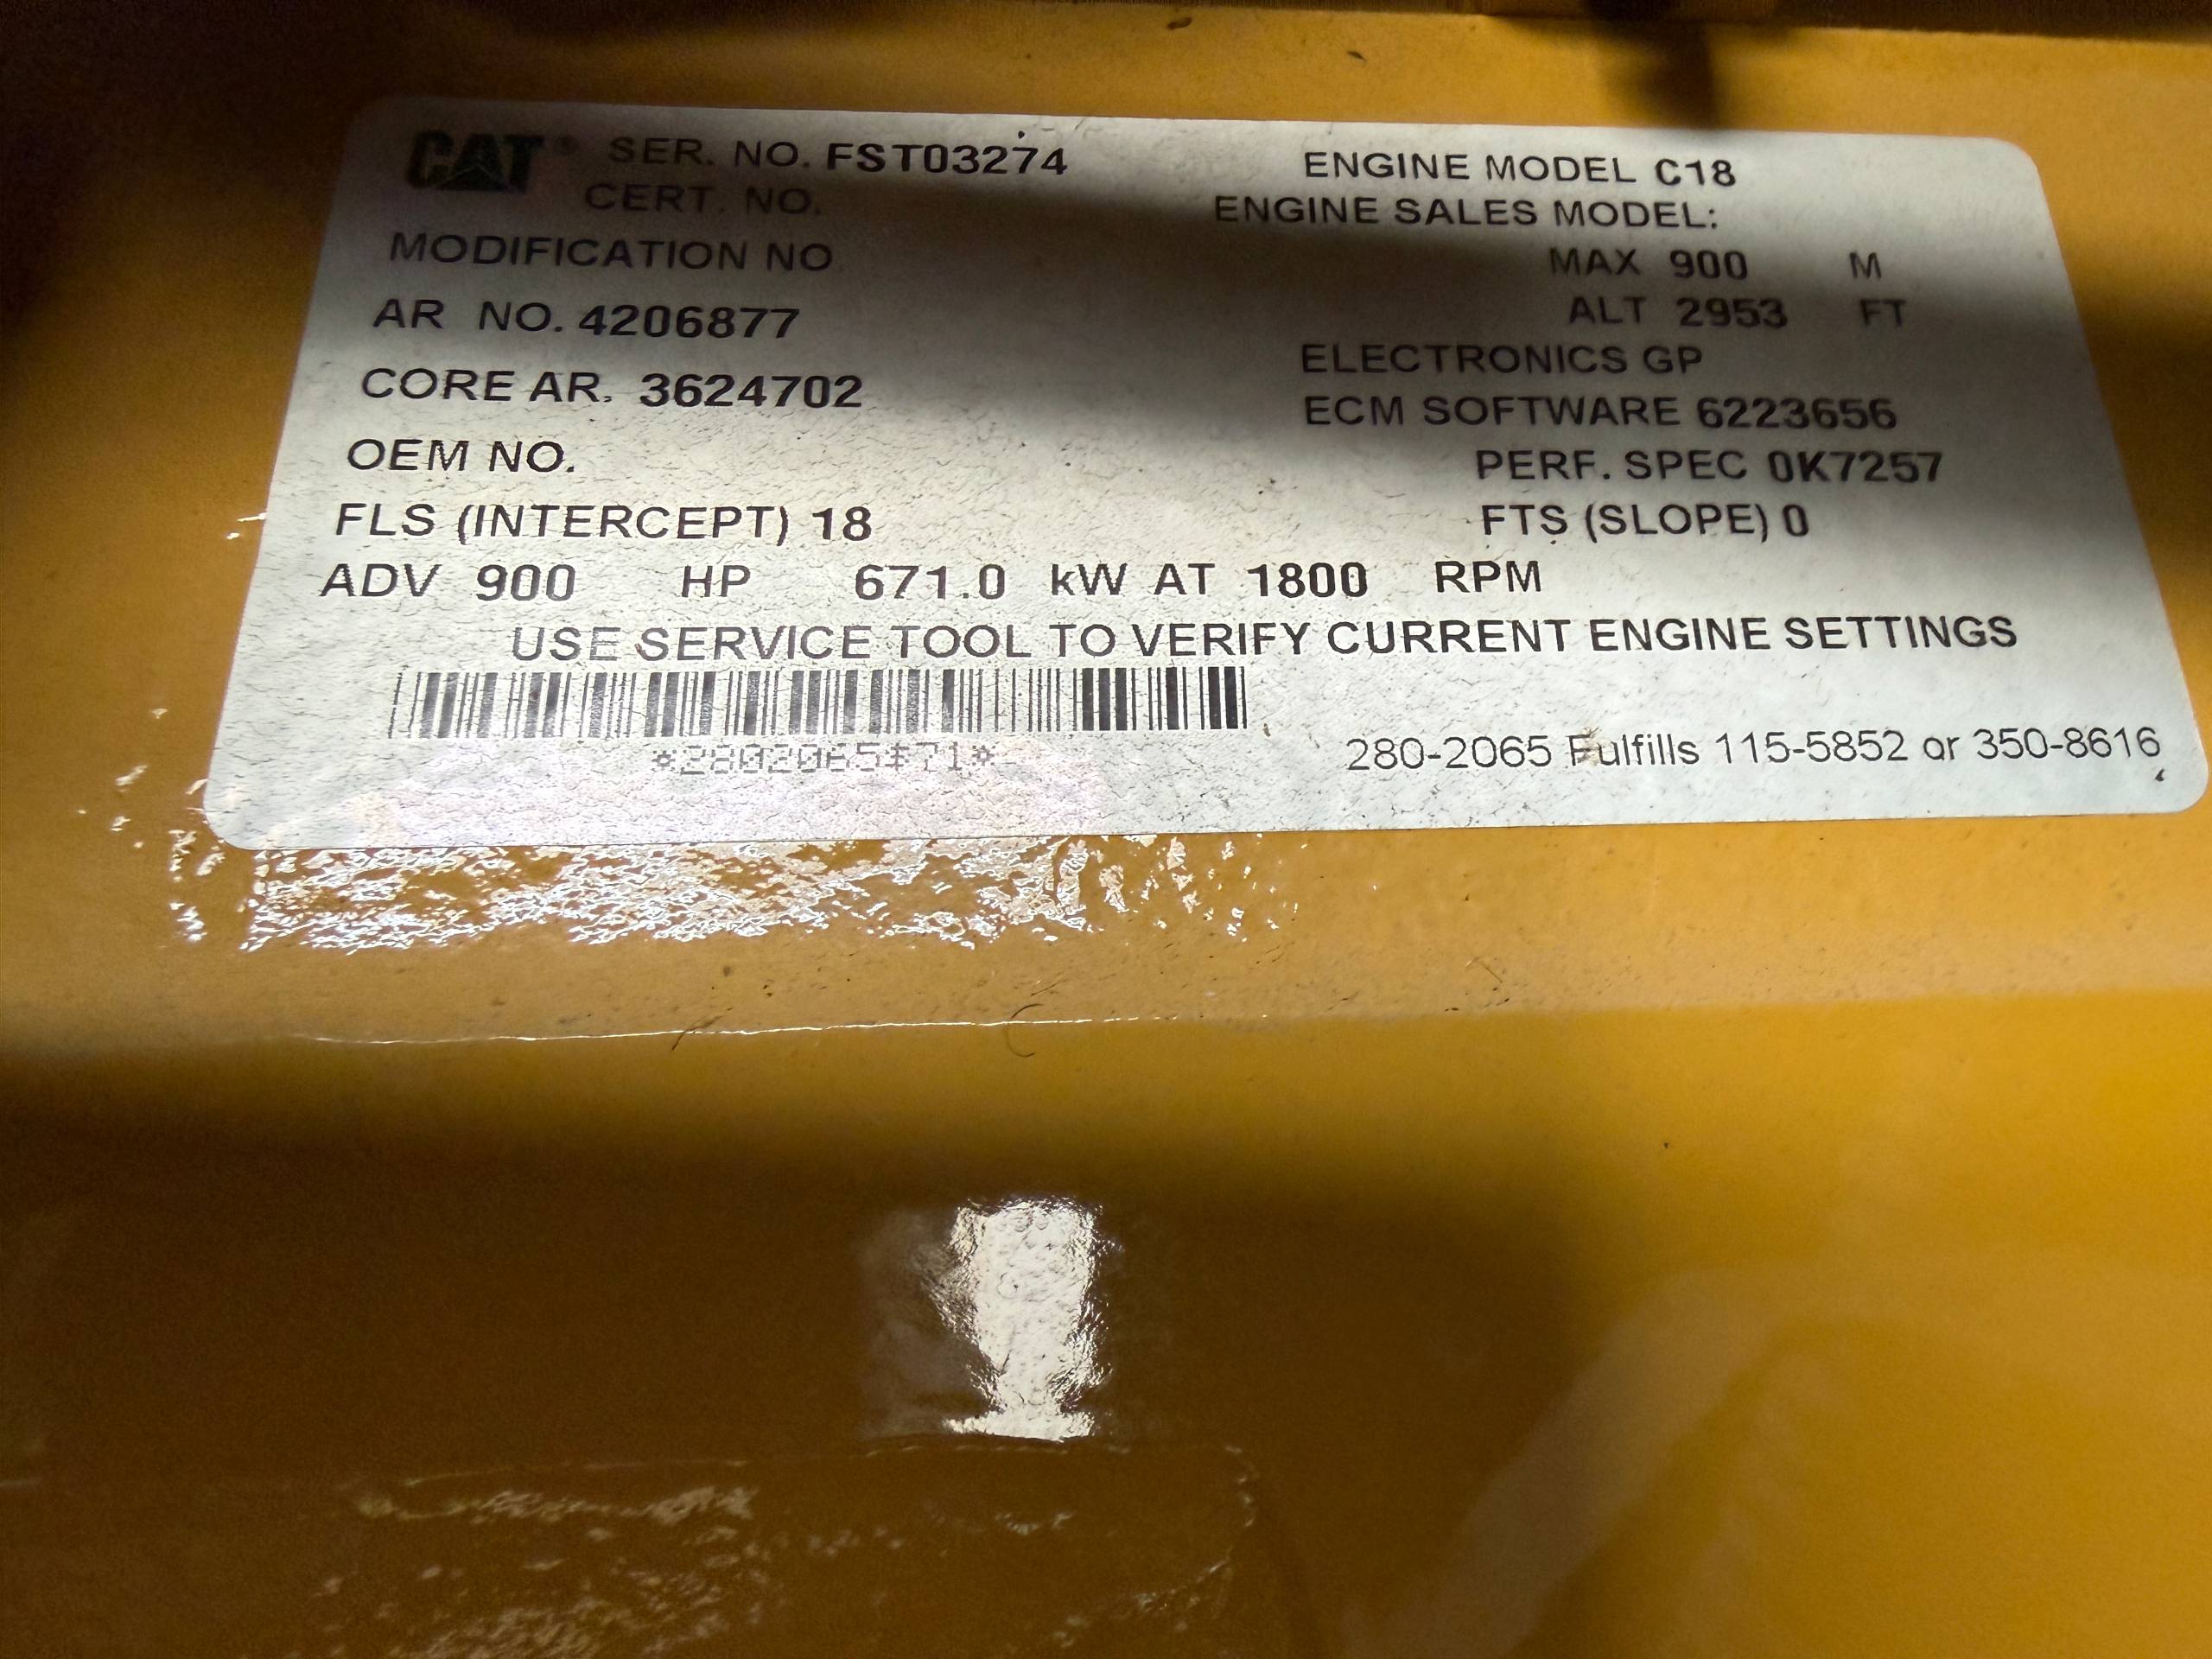 CAT® SER. NO. FST03274 ENGINE MODEL C18
CERT. NO. ENGINE SALES MODEL:
MODIFICATION NO MAX 900 M
AR NO. 4206877 ALT 2953 FT
ELECTRONICS GP
CORE AR. 3624702 ECM SOFTWARE 6223656
OEM NO. PERF. SPEC 0K7257
FLS (INTERCEPT) 18 FTS (SLOPE) 0
ADV 900 HP 671.0 kW AT 1800 RPM
USE SERVICE TOOL TO VERIFY CURRENT ENGINE SETTINGS
*2802065$71*
280-2065 Fulfills 115-5852 or 350-8616